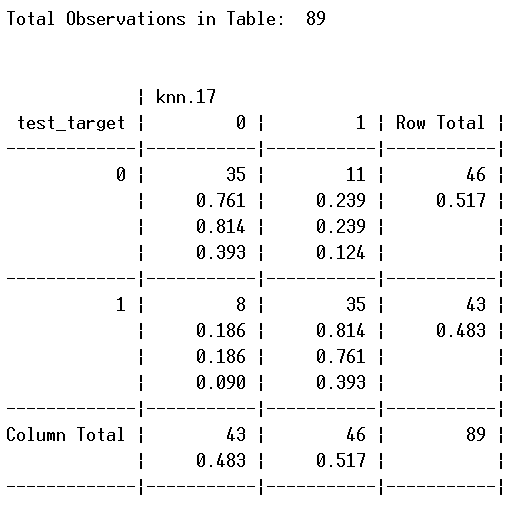 Total Observations in Table:  89
             | knn.17
 test_target |         0 |         1 | Row Total |
-------------|-----------|-----------|-----------|
           0 |        35 |        11 |        46 |
             |     0.761 |     0.239 |     0.517 |
             |     0.814 |     0.239 |           |
             |     0.393 |     0.124 |           |
-------------|-----------|-----------|-----------|
           1 |         8 |        35 |        43 |
             |     0.186 |     0.814 |     0.483 |
             |     0.186 |     0.761 |           |
             |     0.090 |     0.393 |           |
-------------|-----------|-----------|-----------|
Column Total |        43 |        46 |        89 |
             |     0.483 |     0.517 |           |
-------------|-----------|-----------|-----------|